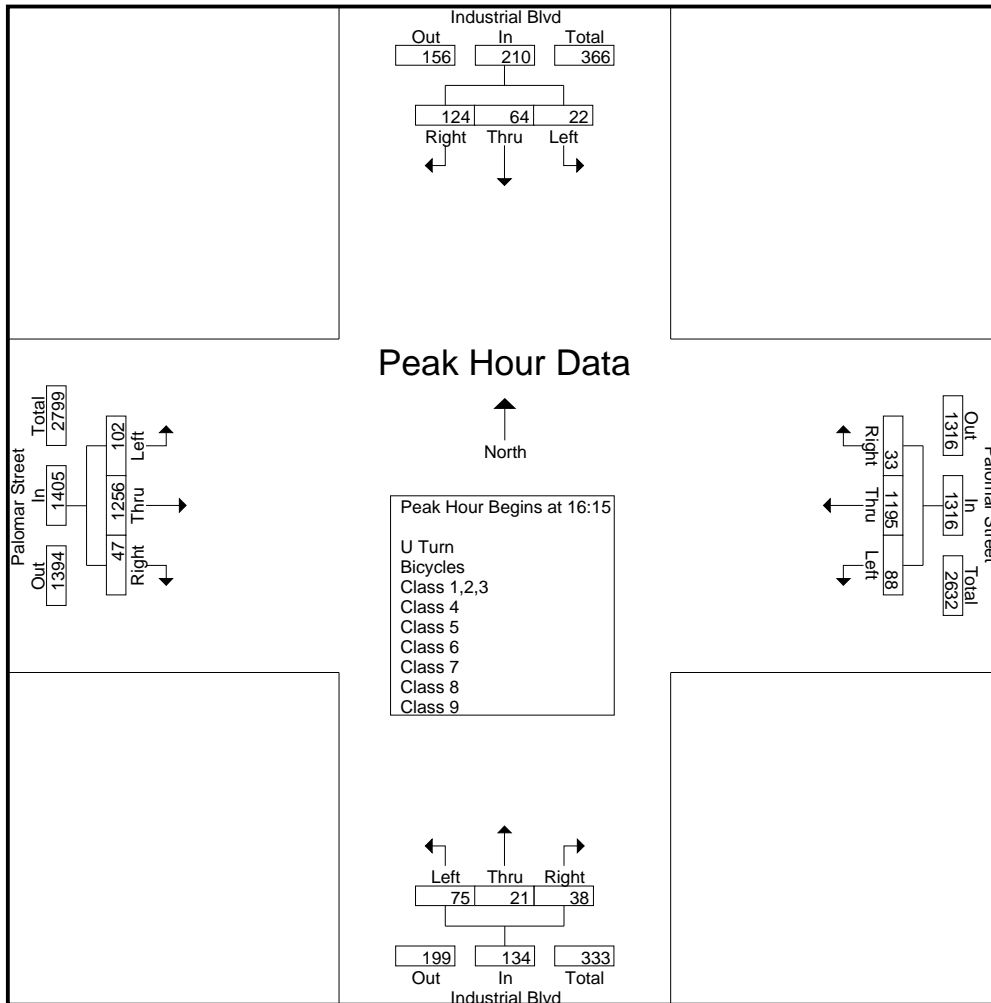 Industrial Blvd
Out In Total
156 210 366
124 64 22
Right Thru Left
Peak Hour Data
North
Palomar Street
Total In Out
2799 1405 1394
102 1256 47
Left Thru Right
Peak Hour Begins at 16:15
U Turn
Bicycles
Class 1,2,3
Class 4
Class 5
Class 6
Class 7
Class 8
Class 9
Right Thru Left
33 1195 88
1316 1316 2632
Out In Total
Palomar Street
Left Thru Right
75 21 38
199 134 333
Out In Total
Industrial Blvd